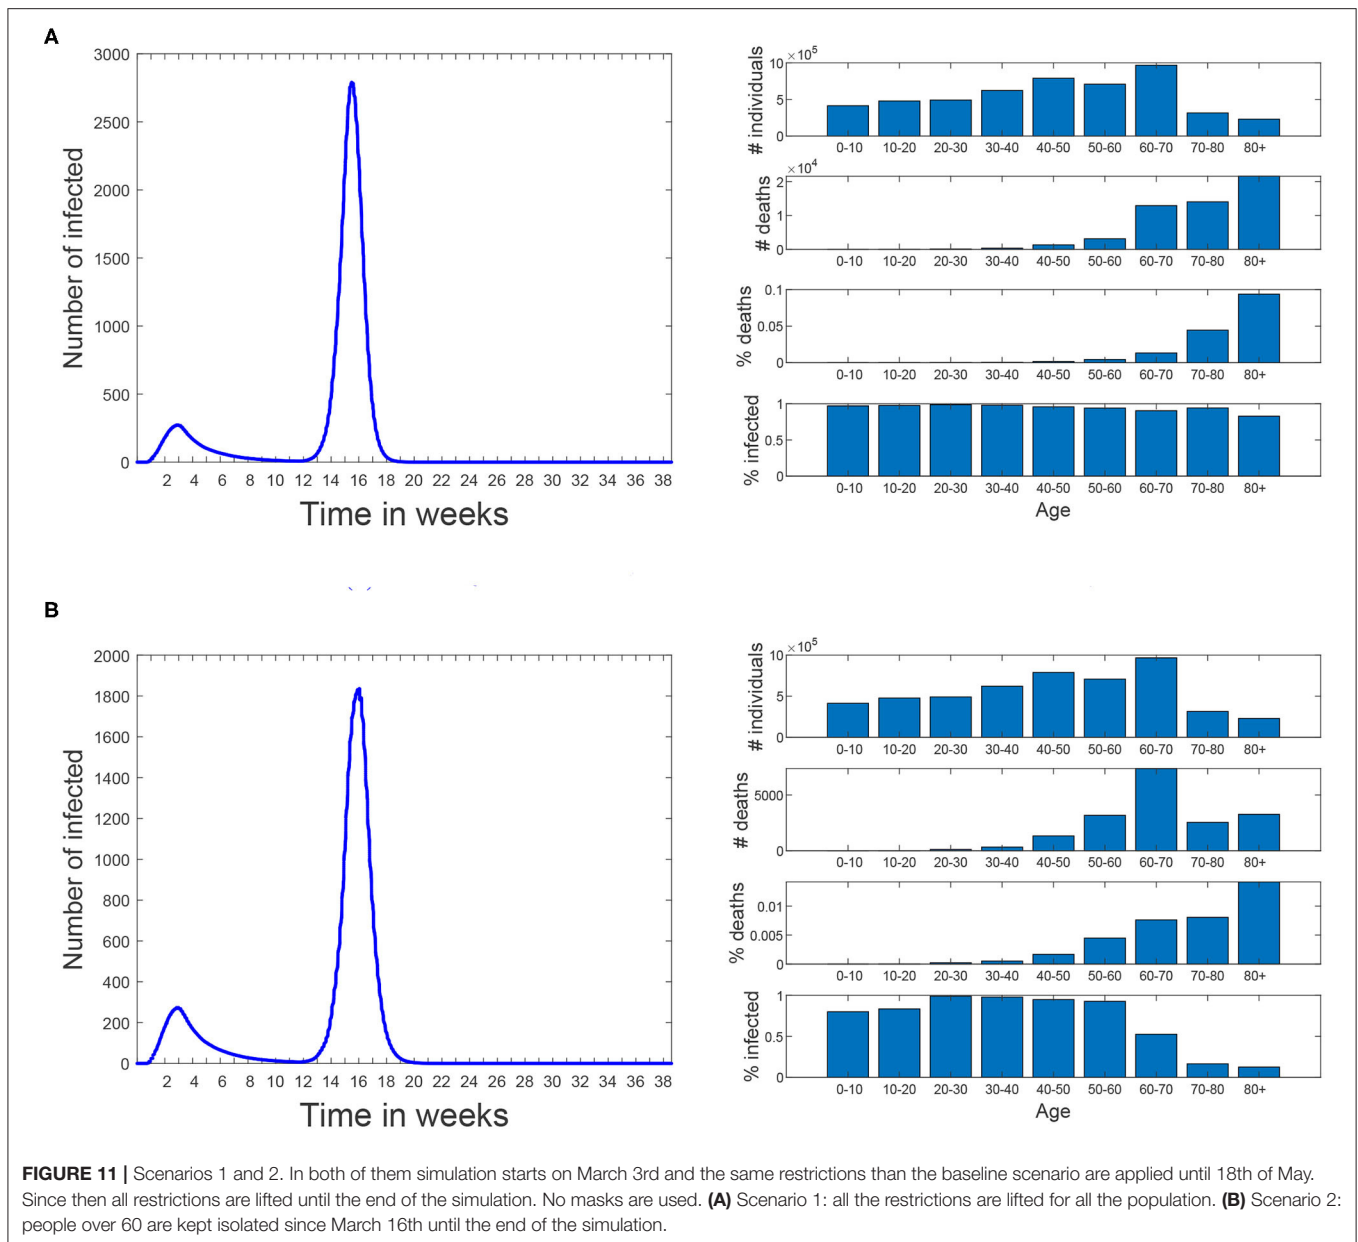 A
3000
2500
2000
1500
1000
500
0
Number of infected
2 4 6 8 10 12 14 16 18 20 22 24 26 28 30 32 34 36 38
Time in weeks
×10⁵
10
5
0
# individuals
0-10 10-20 20-30 30-40 40-50 50-60 60-70 70-80 80+
×10⁴
2
1
0
# deaths
0-10 10-20 20-30 30-40 40-50 50-60 60-70 70-80 80+
0.1
0.05
0
% deaths
0-10 10-20 20-30 30-40 40-50 50-60 60-70 70-80 80+
1
0.5
0
% infected
0-10 10-20 20-30 30-40 40-50 50-60 60-70 70-80 80+
Age
B
2000
1800
1600
1400
1200
1000
800
600
400
200
0
Number of infected
2 4 6 8 10 12 14 16 18 20 22 24 26 28 30 32 34 36 38
Time in weeks
×10⁵
10
5
0
# individuals
0-10 10-20 20-30 30-40 40-50 50-60 60-70 70-80 80+
5000
0
# deaths
0-10 10-20 20-30 30-40 40-50 50-60 60-70 70-80 80+
0.01
0.005
0
% deaths
0-10 10-20 20-30 30-40 40-50 50-60 60-70 70-80 80+
1
0.5
0
% infected
0-10 10-20 20-30 30-40 40-50 50-60 60-70 70-80 80+
Age
FIGURE 11 | Scenarios 1 and 2. In both of them simulation starts on March 3rd and the same restrictions than the baseline scenario are applied until 18th of May.
Since then all restrictions are lifted until the end of the simulation. No masks are used. (A) Scenario 1: all the restrictions are lifted for all the population. (B) Scenario 2:
people over 60 are kept isolated since March 16th until the end of the simulation.